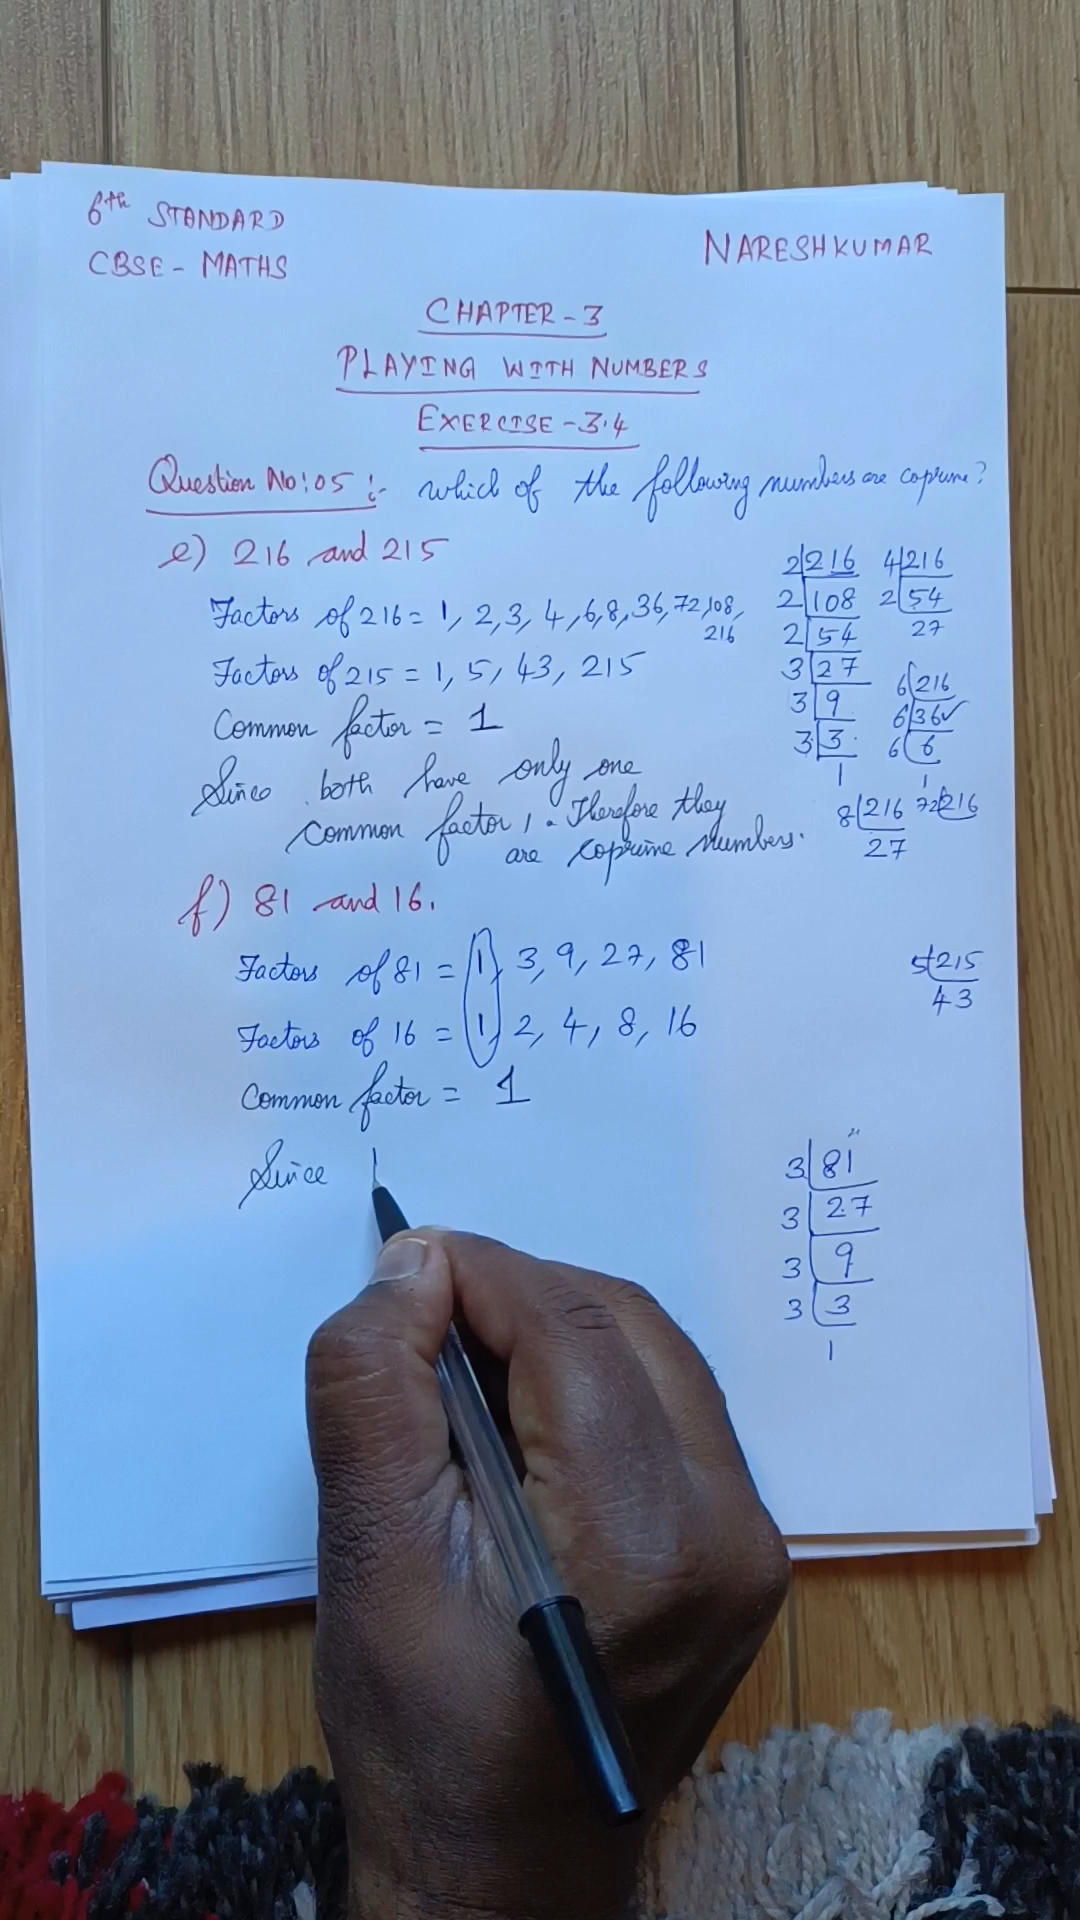 6th STANDARD
CBSE - MATHS
NARESHKUMAR
CHAPTER - 3
PLAYING WITH NUMBERS
EXERCISE - 3.4
Question No: 05 :- which of the following numbers are coprime?
e) 216 and 215
Factors of 216 = 1, 2, 3, 4, 6, 8, 36, 72, 108,
216
Factors of 215 = 1, 5, 43, 215
Common factor = 1
Since both have only one
common factor 1. Therefore they
are coprime numbers.
f) 81 and 16.
Factors of 81 = 1, 3, 9, 27, 81
Factors of 16 = 1, 2, 4, 8, 16
Common factor = 1
Since
2 216
2 108
2 54
3 27
3 9
3 3
1
4 216
2 54
27
6 216
6 36 ✓
6 6
1
8 216
27
72 216
5 215
43
3 81
3 27
3 9
3 3
1